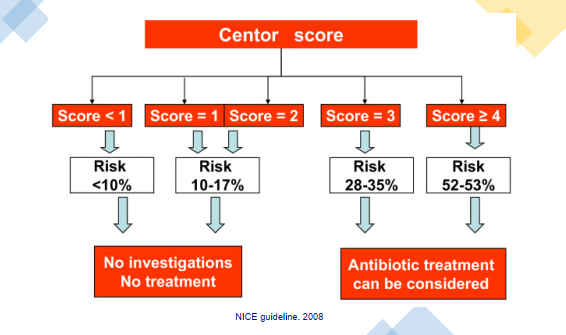 Centor score
Score < 1
Score = 1
Score = 2
Score = 3
Score ≥ 4
Risk
<10%
Risk
10-17%
Risk
28-35%
Risk
52-53%
No investigations
No treatment
Antibiotic treatment
can be considered
NICE guideline. 2008